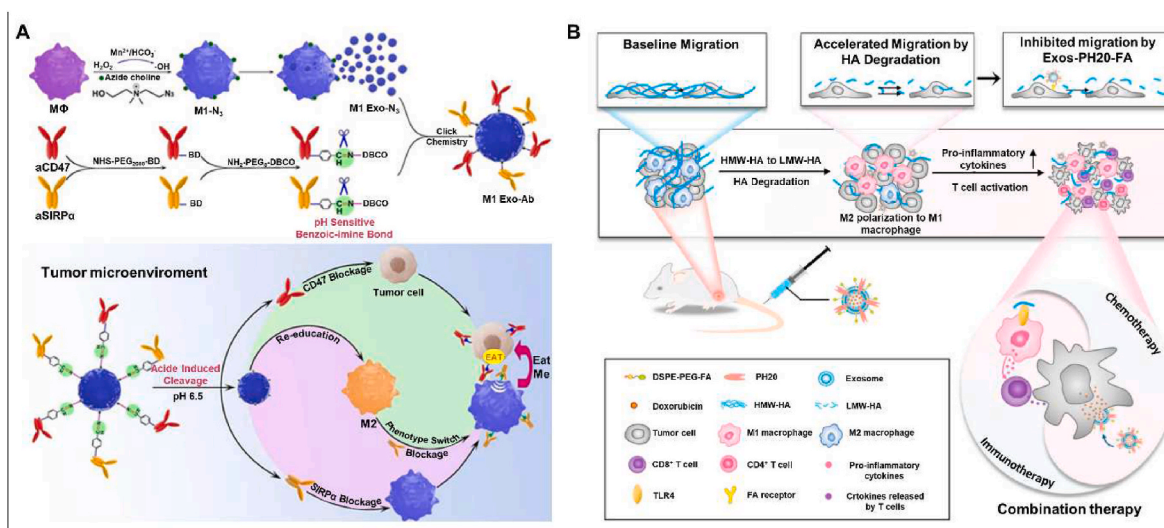 A
Mn²⁺/HCO₃⁻
H₂O₂
·OH
Azide choline
HO
N
N₃
MΦ
M1-N₃
M1 Exo-N₃
Click
Chemistry
aCD47
aSIRPα
NHS-PEG₂₀₀₀-BD
BD
BD
NH₂-PEG₃-DBCO
C N DBCO
H
C N DBCO
H
pH Sensitive
Benzoic-imine Bond
M1 Exo-Ab
Tumor microenviroment
Acide Induced
Cleavage
pH 6.5
CD47 Blockage
Tumor cell
Re-education
M2
Phenotype Switch
Blockage
SIRPα Blockage
EAT
Eat
Me
B
Baseline Migration
Accelerated Migration by
HA Degradation
Inhibited migration by
Exos-PH20-FA
HMW-HA to LMW-HA
HA Degradation
M2 polarization to M1
macrophage
Pro-inflammatory
cytokines
T cell activation
DSPE-PEG-FA
PH20
Exosome
Doxorubicin
HMW-HA
LMW-HA
Tumor cell
M1 macrophage
M2 macrophage
CD8⁺ T cell
CD4⁺ T cell
Pro-inflammatory
cytokines
TLR4
FA receptor
Crtokines released
by T cells
Chemotherapy
Immunotherapy
Combination therapy